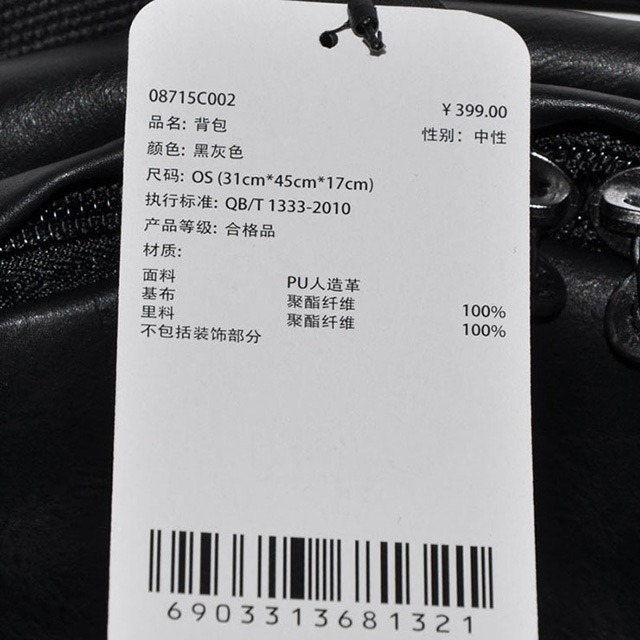 08715C002
¥ 399.00
品名: 背包
性别: 中性
颜色: 黑灰色
尺码: OS (31cm*45cm*17cm)
执行标准: QB/T 1333-2010
产品等级: 合格品
材质:
面料 PU人造革
基布 聚酯纤维 100%
里料 聚酯纤维 100%
不包括装饰部分
6903313681321